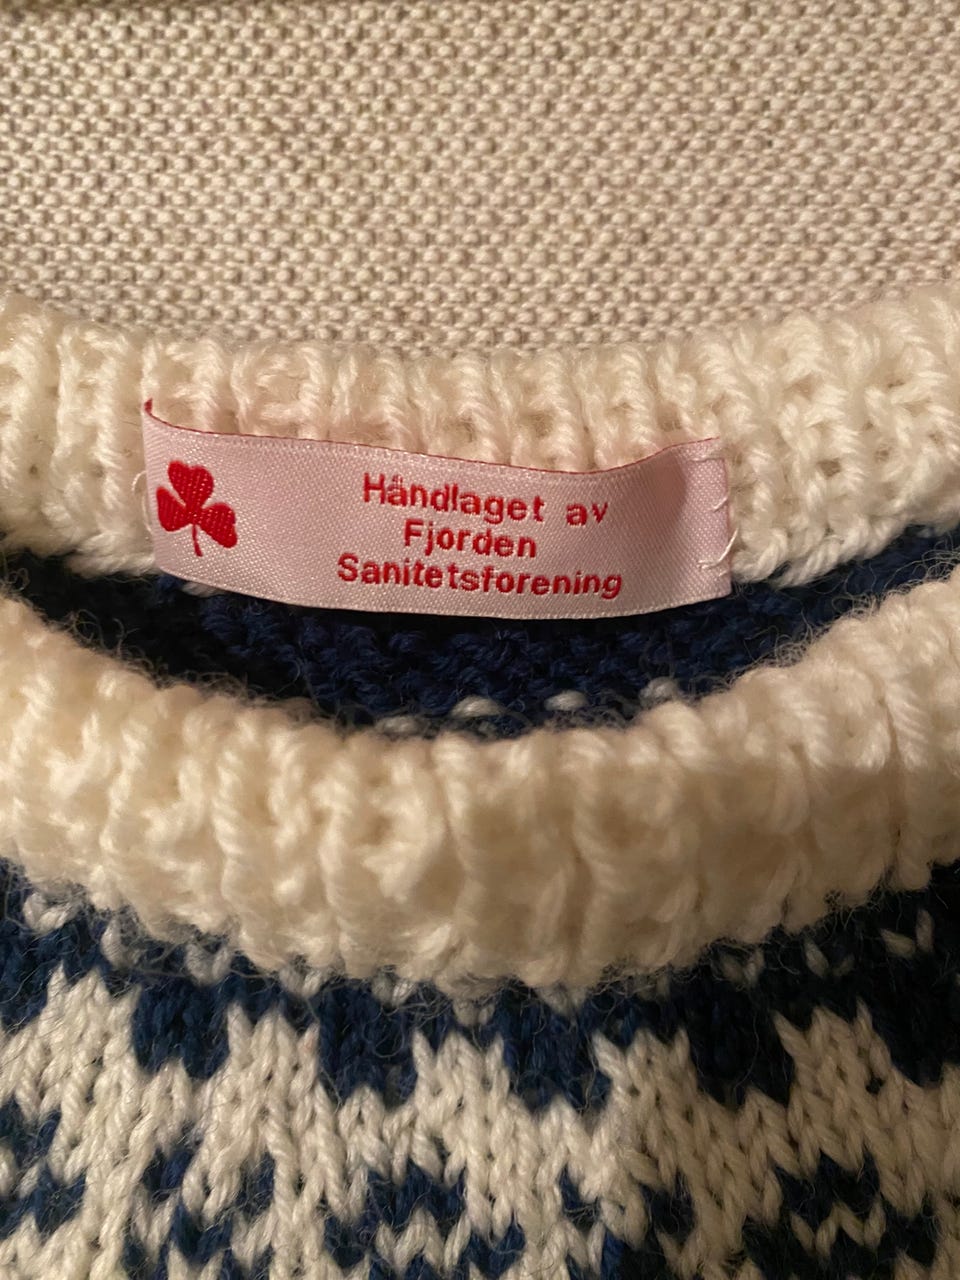 Håndlaget av
Fjorden
Sanitetsforening